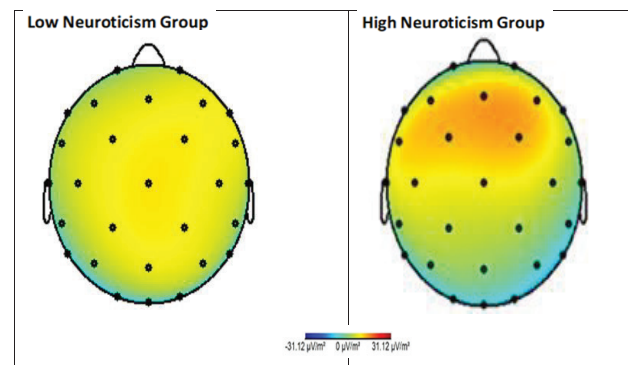 Low Neuroticism Group
High Neuroticism Group
-31.12 µV/m² 0 µV/m² 31.12 µV/m²